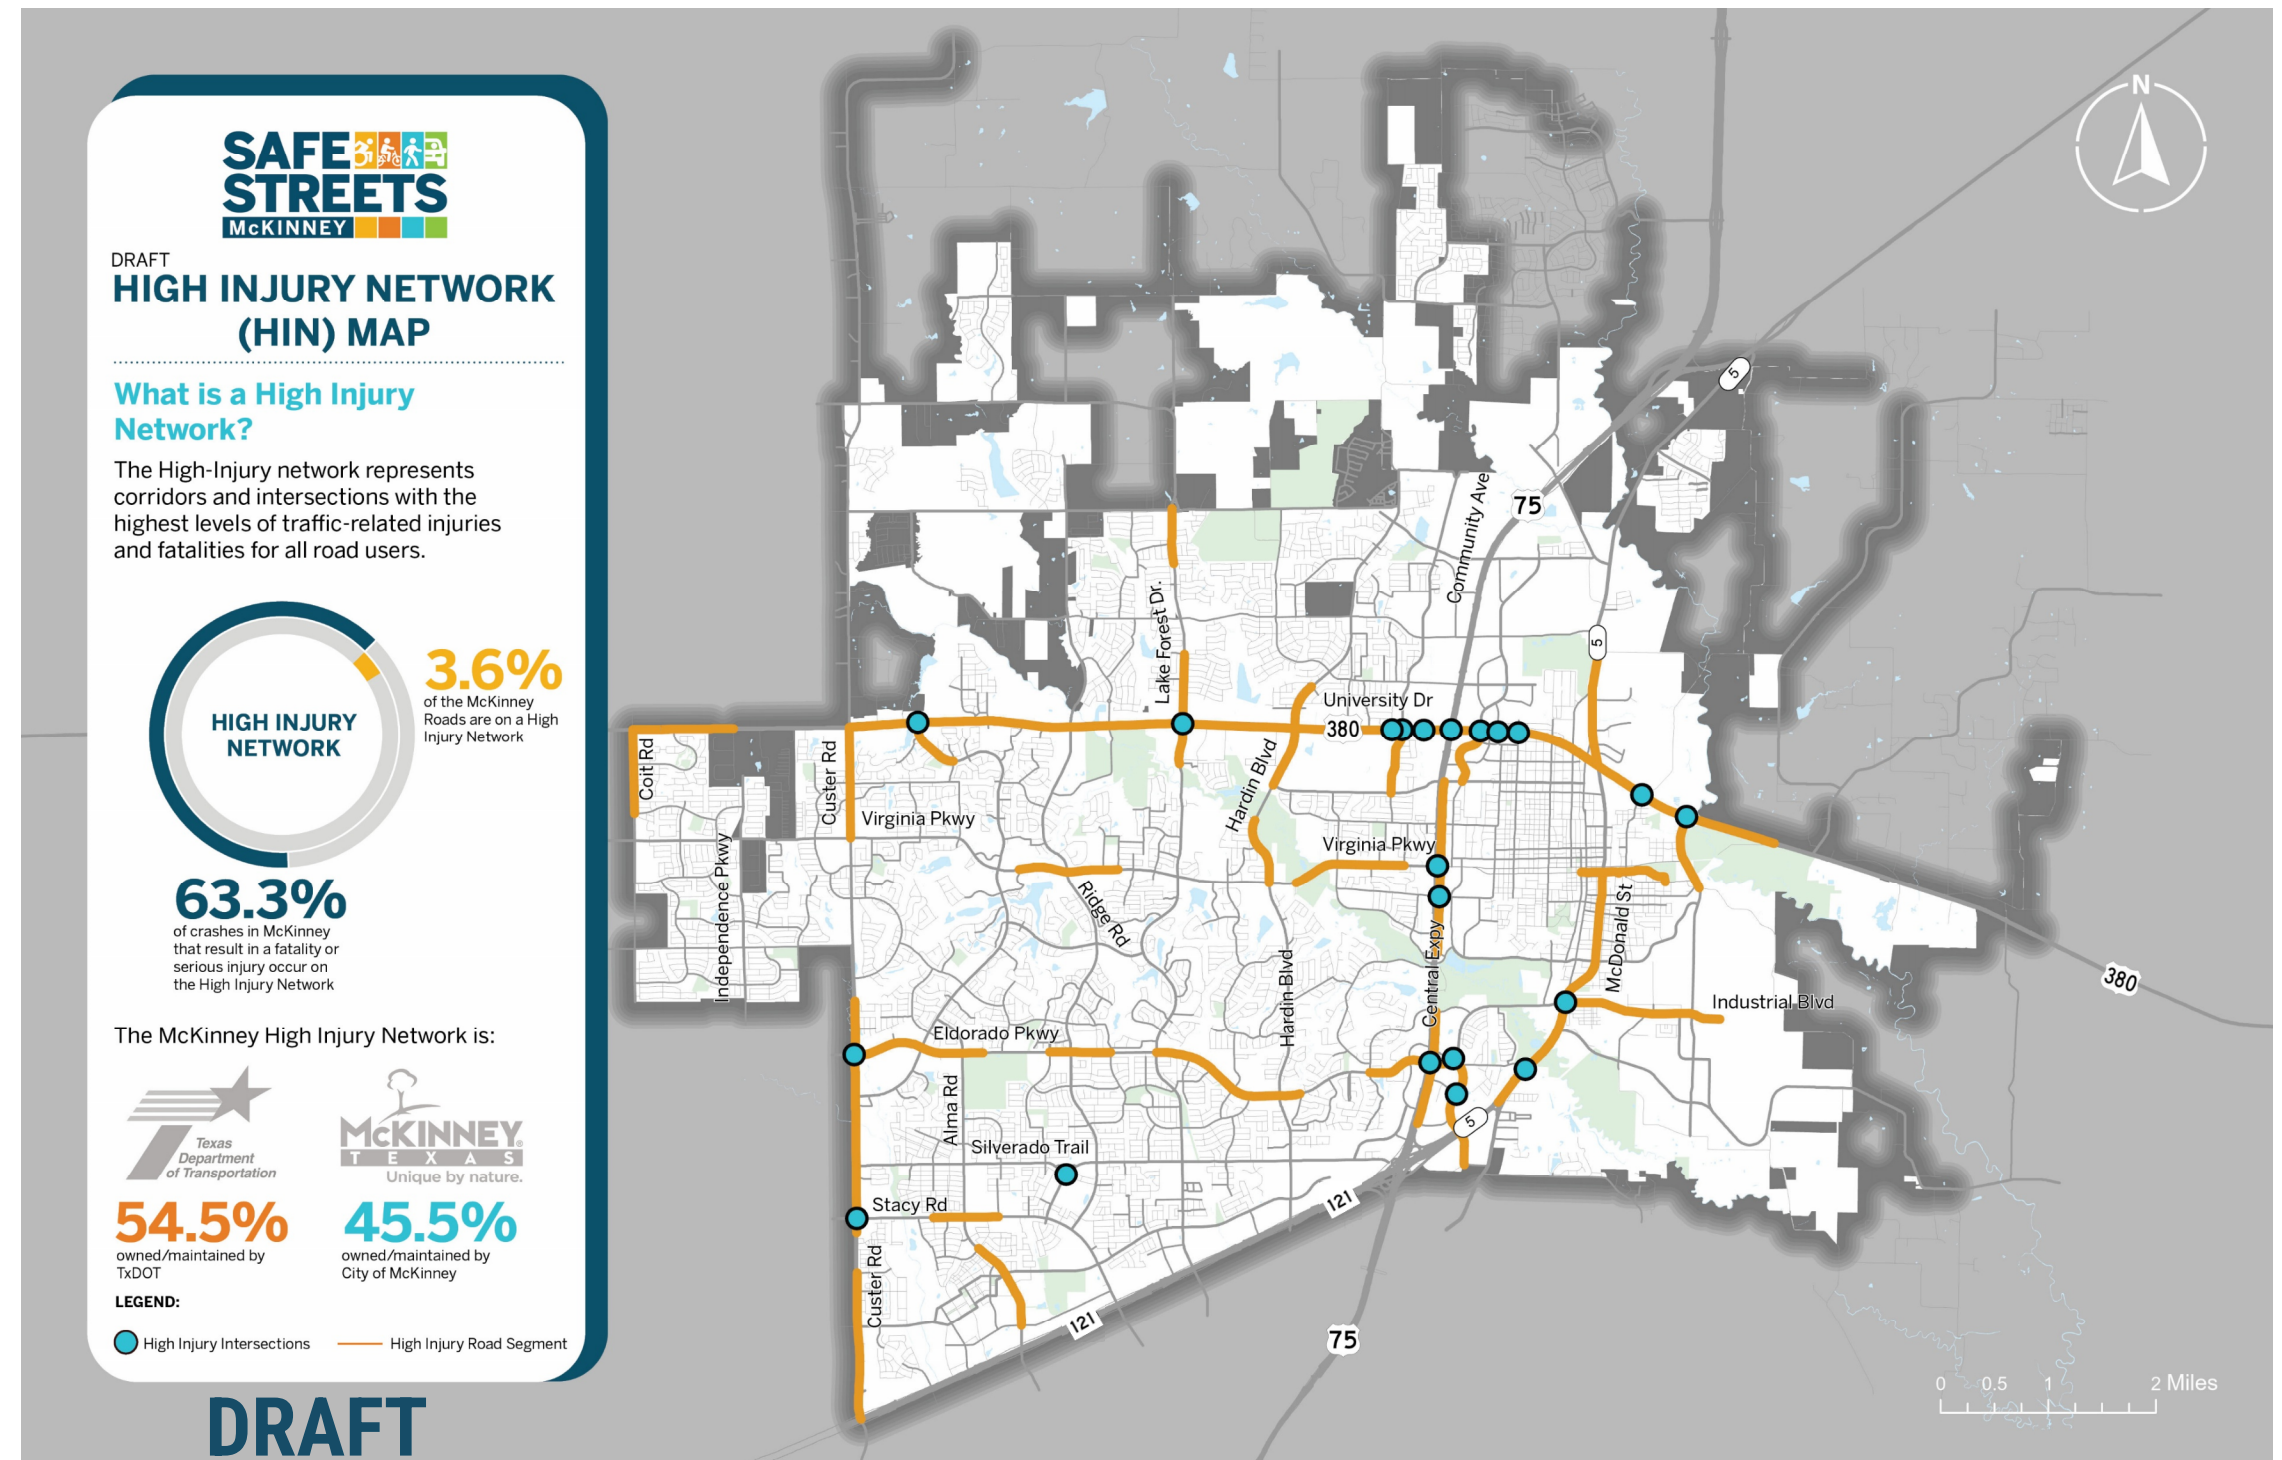 SAFE
STREETS
McKINNEY
DRAFT
HIGH INJURY NETWORK
(HIN) MAP
What is a High Injury
Network?
The High-Injury network represents
corridors and intersections with the
highest levels of traffic-related injuries
and fatalities for all road users.
HIGH INJURY
NETWORK
3.6%
of the McKinney
Roads are on a High
Injury Network
63.3%
of crashes in McKinney
that result in a fatality or
serious injury occur on
the High Injury Network
The McKinney High Injury Network is:
Texas
Department
of Transportation
McKINNEY®
TEXAS
Unique by nature.
54.5%
owned/maintained by
TxDOT
45.5%
owned/maintained by
City of McKinney
LEGEND:
High Injury Intersections
High Injury Road Segment
DRAFT
N
5
Community Ave
75
Lake Forest Dr.
5
University Dr
380
Coit Rd
Custer Rd
Hardin Blvd
Virginia Pkwy
Virginia Pkwy
Independence Pkwy
Ridge Rd
McDonald St
Central Expy
Hardin Blvd
380
Industrial Blvd
Eldorado Pkwy
Alma Rd
5
Silverado Trail
Stacy Rd
121
Custer Rd
121
75
0 0.5 1 2 Miles